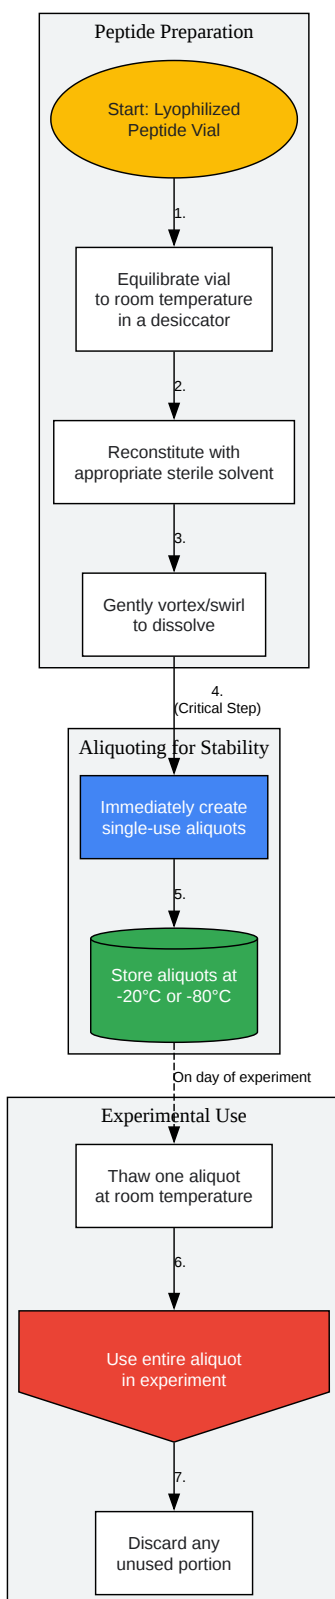 Peptide Preparation
Start: Lyophilized
Peptide Vial
1.
Equilibrate vial
to room temperature
in a desiccator
2.
Reconstitute with
appropriate sterile solvent
3.
Gently vortex/swirl
to dissolve
4.
(Critical Step)
Aliquoting for Stability
Immediately create
single-use aliquots
5.
Store aliquots at
-20°C or -80°C
On day of experiment
Experimental Use
Thaw one aliquot
at room temperature
6.
Use entire aliquot
in experiment
7.
Discard any
unused portion